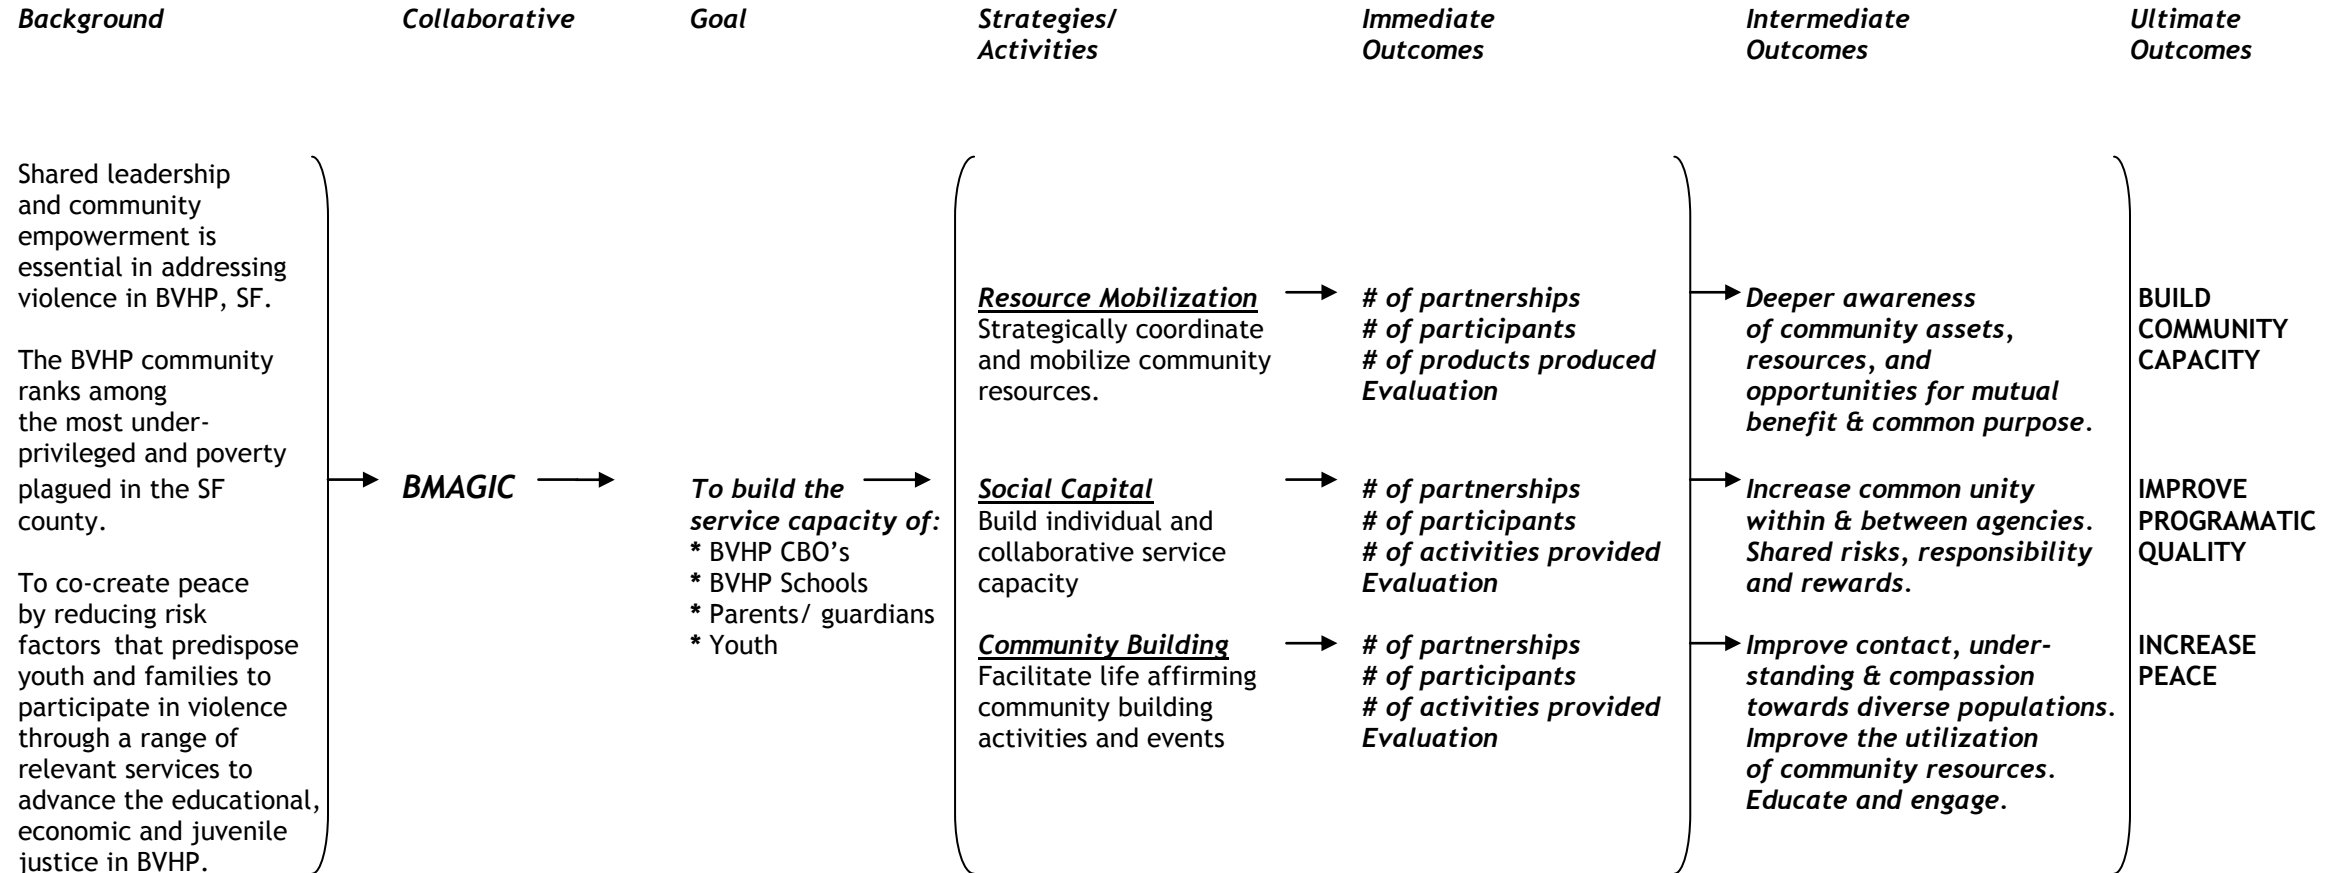 Background
Collaborative
Goal
Strategies/
Activities
Immediate
Outcomes
Intermediate
Outcomes
Ultimate
Outcomes
Shared leadership
and community
empowerment is
essential in addressing
violence in BVHP, SF.
The BVHP community
ranks among
the most under-
privileged and poverty
plagued in the SF
county.
To co-create peace
by reducing risk
factors that predispose
youth and families to
participate in violence
through a range of
relevant services to
advance the educational,
economic and juvenile
justice in BVHP.
BMAGIC
To build the
service capacity of:
* BVHP CBO’s
* BVHP Schools
* Parents/ guardians
* Youth
Resource Mobilization
Strategically coordinate
and mobilize community
resources.
Social Capital
Build individual and
collaborative service
capacity
Community Building
Facilitate life affirming
community building
activities and events
# of partnerships
# of participants
# of products produced
Evaluation
# of partnerships
# of participants
# of activities provided
Evaluation
# of partnerships
# of participants
# of activities provided
Evaluation
Deeper awareness
of community assets,
resources, and
opportunities for mutual
benefit & common purpose.
Increase common unity
within & between agencies.
Shared risks, responsibility
and rewards.
Improve contact, under-
standing & compassion
towards diverse populations.
Improve the utilization
of community resources.
Educate and engage.
BUILD
COMMUNITY
CAPACITY
IMPROVE
PROGRAMATIC
QUALITY
INCREASE
PEACE